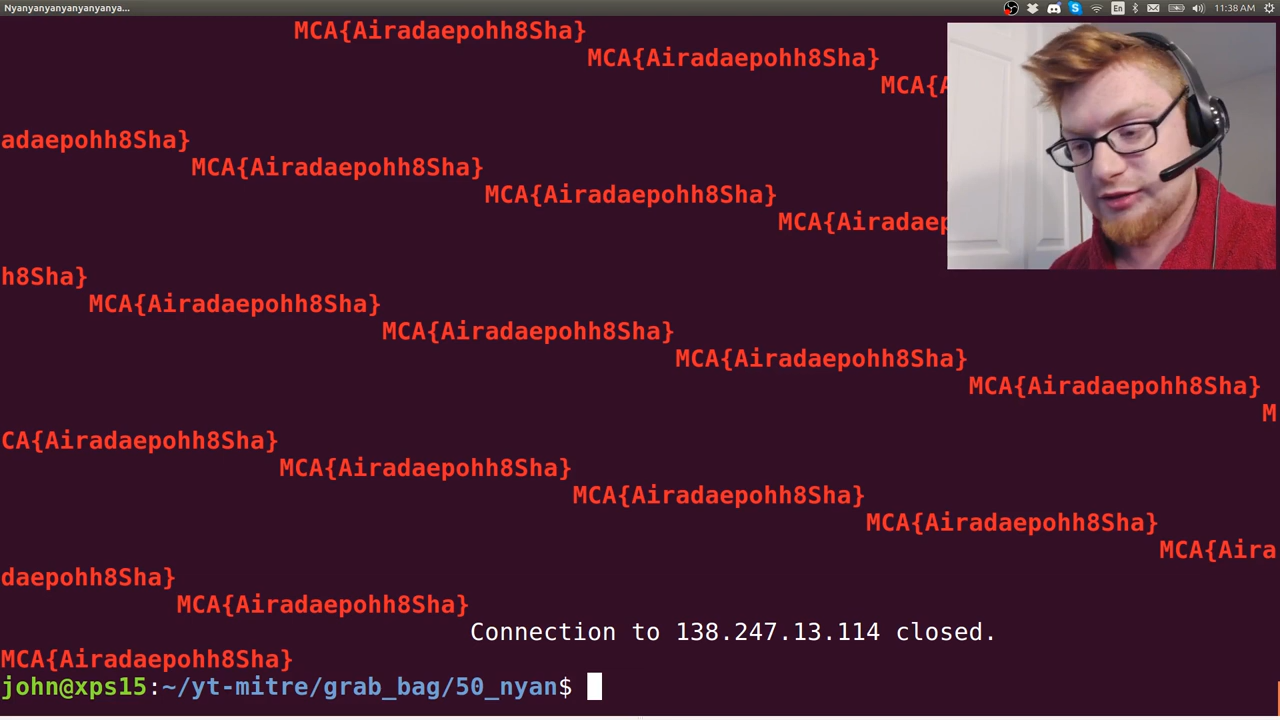 Nyanyanyanyanyanyanya...
En
11:38 AM
MCA{Airadaepohh8Sha}
MCA{Airadaepohh8Sha}
MCA{A
adaepohh8Sha}
MCA{Airadaepohh8Sha}
MCA{Airadaepohh8Sha}
MCA{Airadaep
h8Sha}
MCA{Airadaepohh8Sha}
MCA{Airadaepohh8Sha}
MCA{Airadaepohh8Sha}
MCA{Airadaepohh8Sha}
M
CA{Airadaepohh8Sha}
MCA{Airadaepohh8Sha}
MCA{Airadaepohh8Sha}
MCA{Airadaepohh8Sha}
MCA{Aira
daepohh8Sha}
MCA{Airadaepohh8Sha}
Connection to 138.247.13.114 closed.
MCA{Airadaepohh8Sha}
john@xps15:~/yt-mitre/grab_bag/50_nyan$